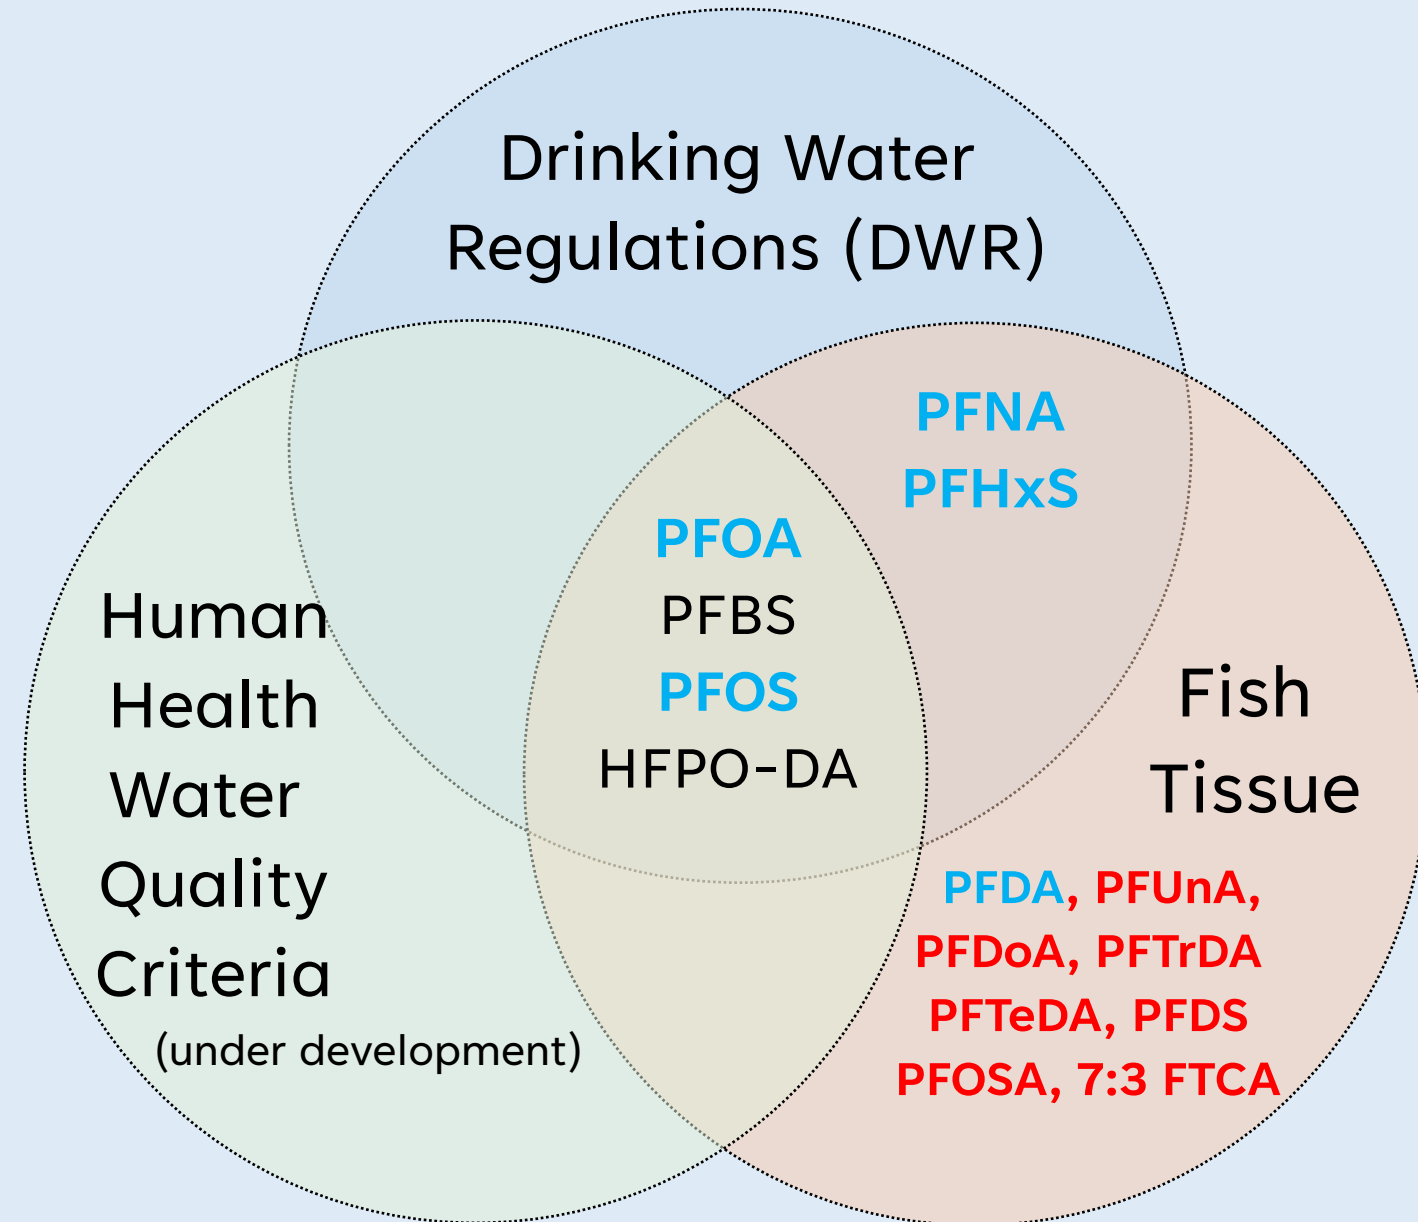 Drinking Water
Regulations (DWR)
PFNA
PFHxS
PFOA
PFBS
PFOS
HFPO-DA
Human
Health
Water
Quality
Criteria
(under development)
Fish
Tissue
PFDA, PFUnA,
PFDoA, PFTrDA
PFTeDA, PFDS
PFOSA, 7:3 FTCA